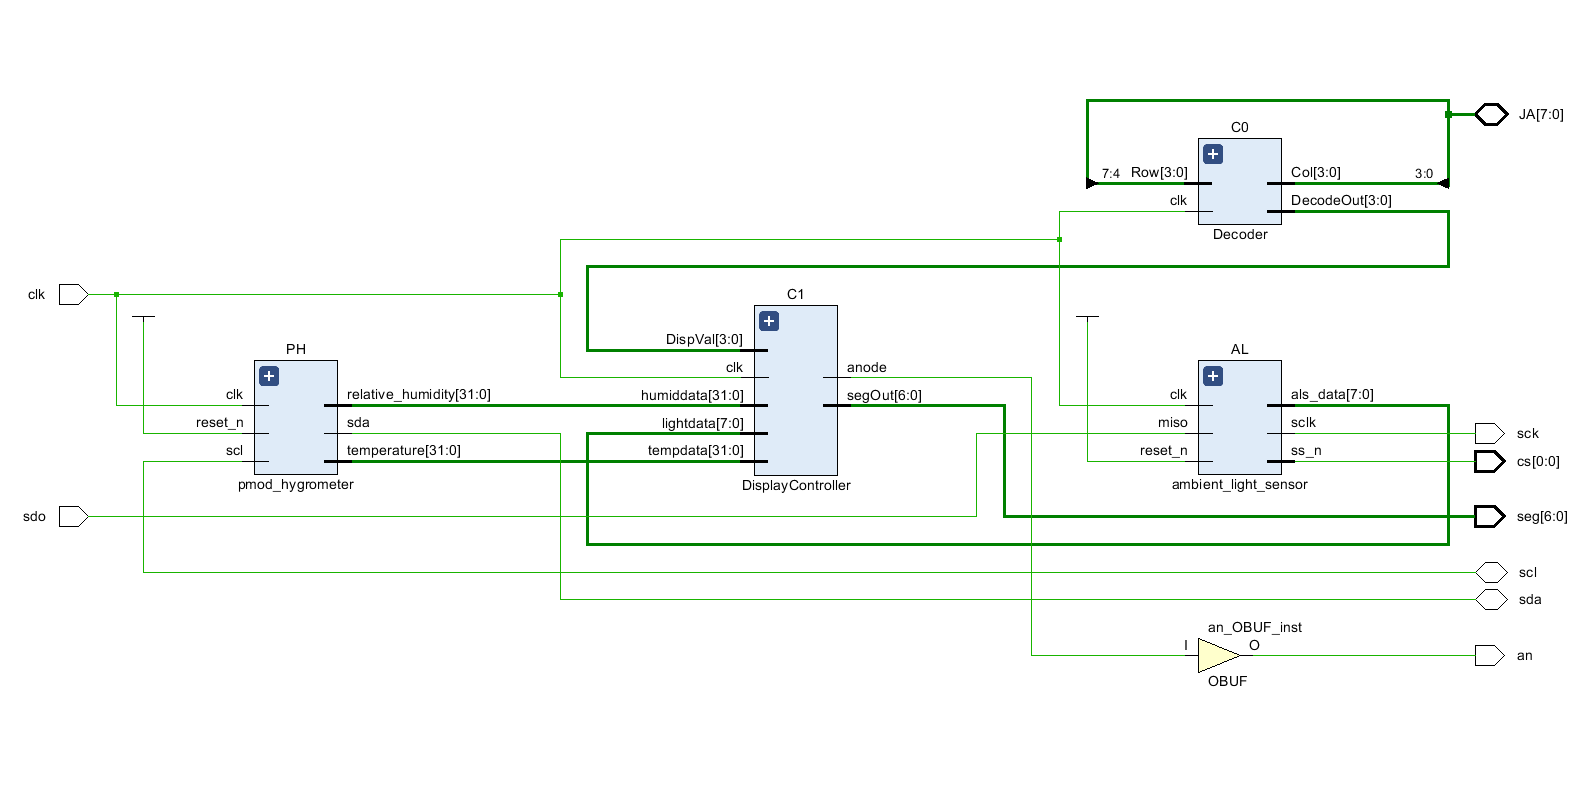 JA[7:0]
C0
7:4
Row[3:0]
Col[3:0]
3:0
clk
DecodeOut[3:0]
Decoder
clk
C1
DispVal[3:0]
clk
anode
humiddata[31:0]
segOut[6:0]
lightdata[7:0]
tempdata[31:0]
DisplayController
PH
clk
relative_humidity[31:0]
reset_n
sda
scl
temperature[31:0]
pmod_hygrometer
AL
clk
als_data[7:0]
miso
sclk
reset_n
ss_n
ambient_light_sensor
sck
cs[0:0]
sdo
seg[6:0]
scl
sda
an_OBUF_inst
I
O
OBUF
an